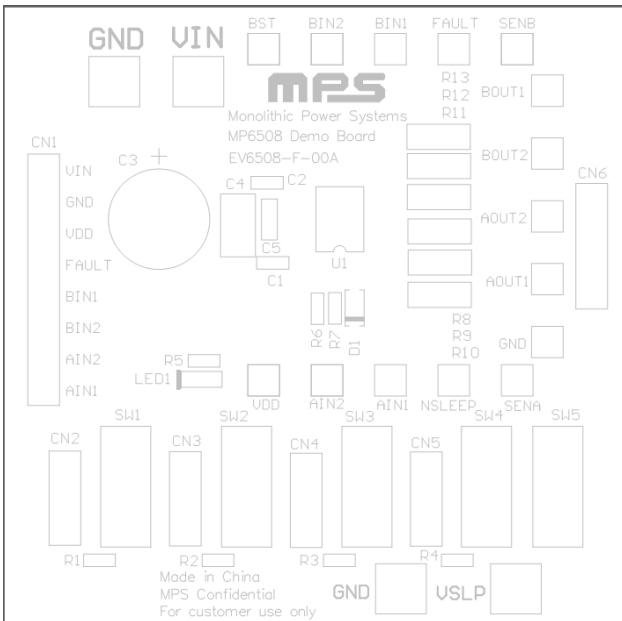 GND VIN BST BIN2 BIN1 FAULT SENB
mps
Monolithic Power Systems
MP6508 Demo Board
EV6508-F-00A
R13
R12
R11
BOUT1
BOUT2
AOUT2
AOUT1
GND
CN6
CN1
VIN
GND
VDD
FAULT
BIN1
BIN2
AIN2
AIN1
C3
C4
C2
C5
C1
U1
R6
R7
D1
R8
R9
R10
R5
LED1
VDD AIN2 AIN1 NSLEEP SENA
CN2 SW1 CN3 SW2 CN4 SW3 CN5 SW4 SW5
R1 R2 R3 R4
Made in China
MPS Confidential
For customer use only
GND VSLP